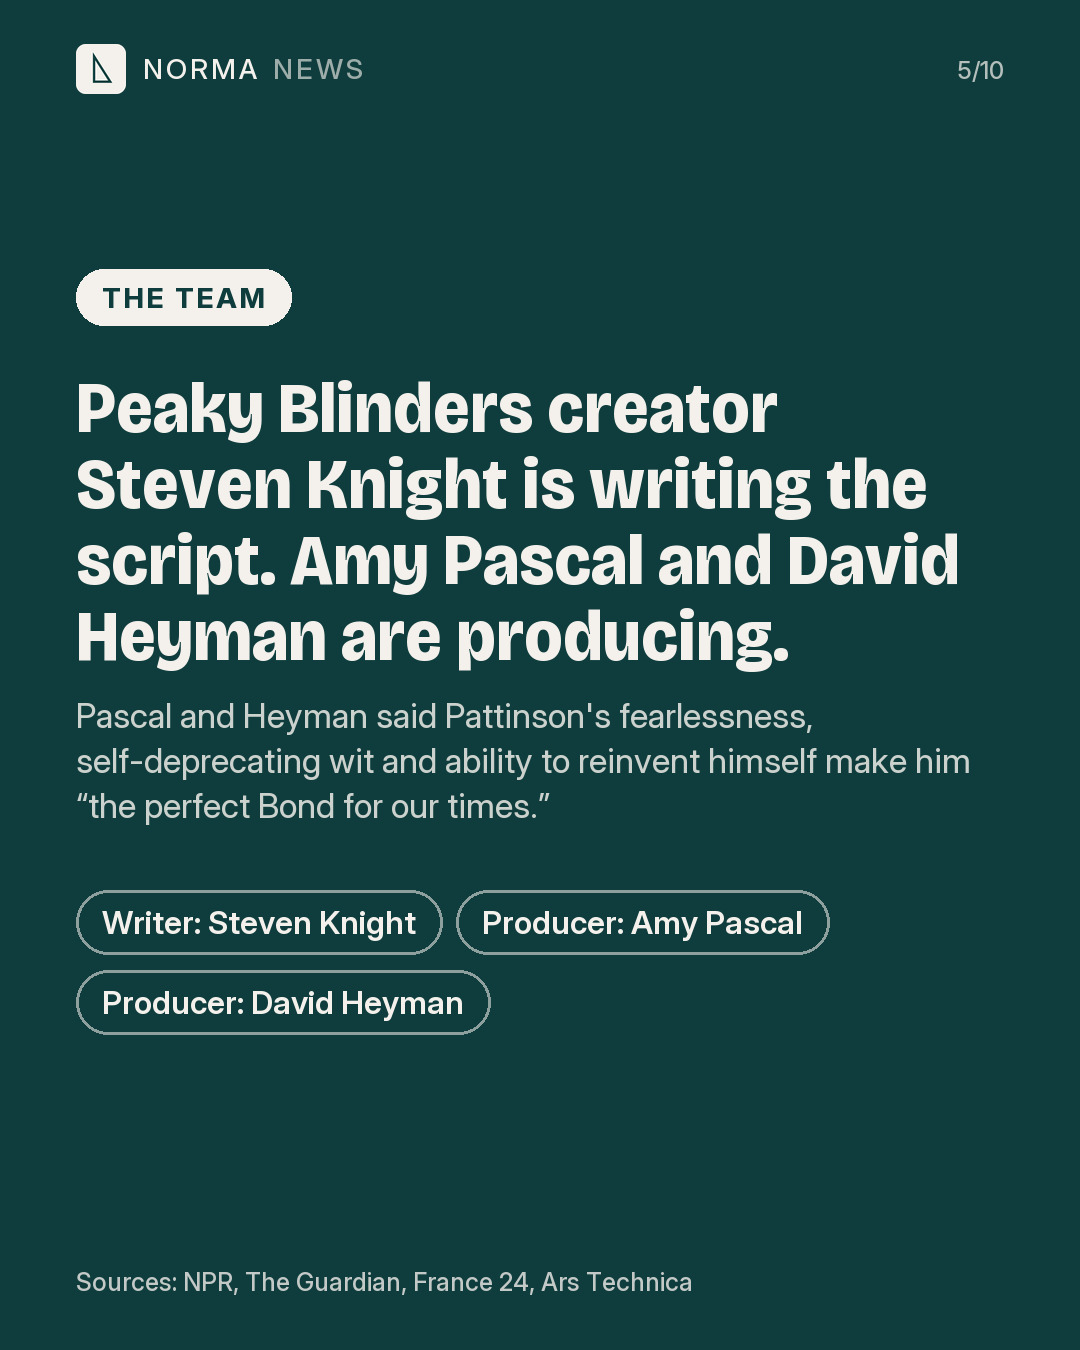 NORMA NEWS
5/10
THE TEAM
Peaky Blinders creator
Steven Knight is writing the
script. Amy Pascal and David
Heyman are producing.
Pascal and Heyman said Pattinson's fearlessness,
self-deprecating wit and ability to reinvent himself make him
“the perfect Bond for our times.”
Writer: Steven Knight
Producer: Amy Pascal
Producer: David Heyman
Sources: NPR, The Guardian, France 24, Ars Technica